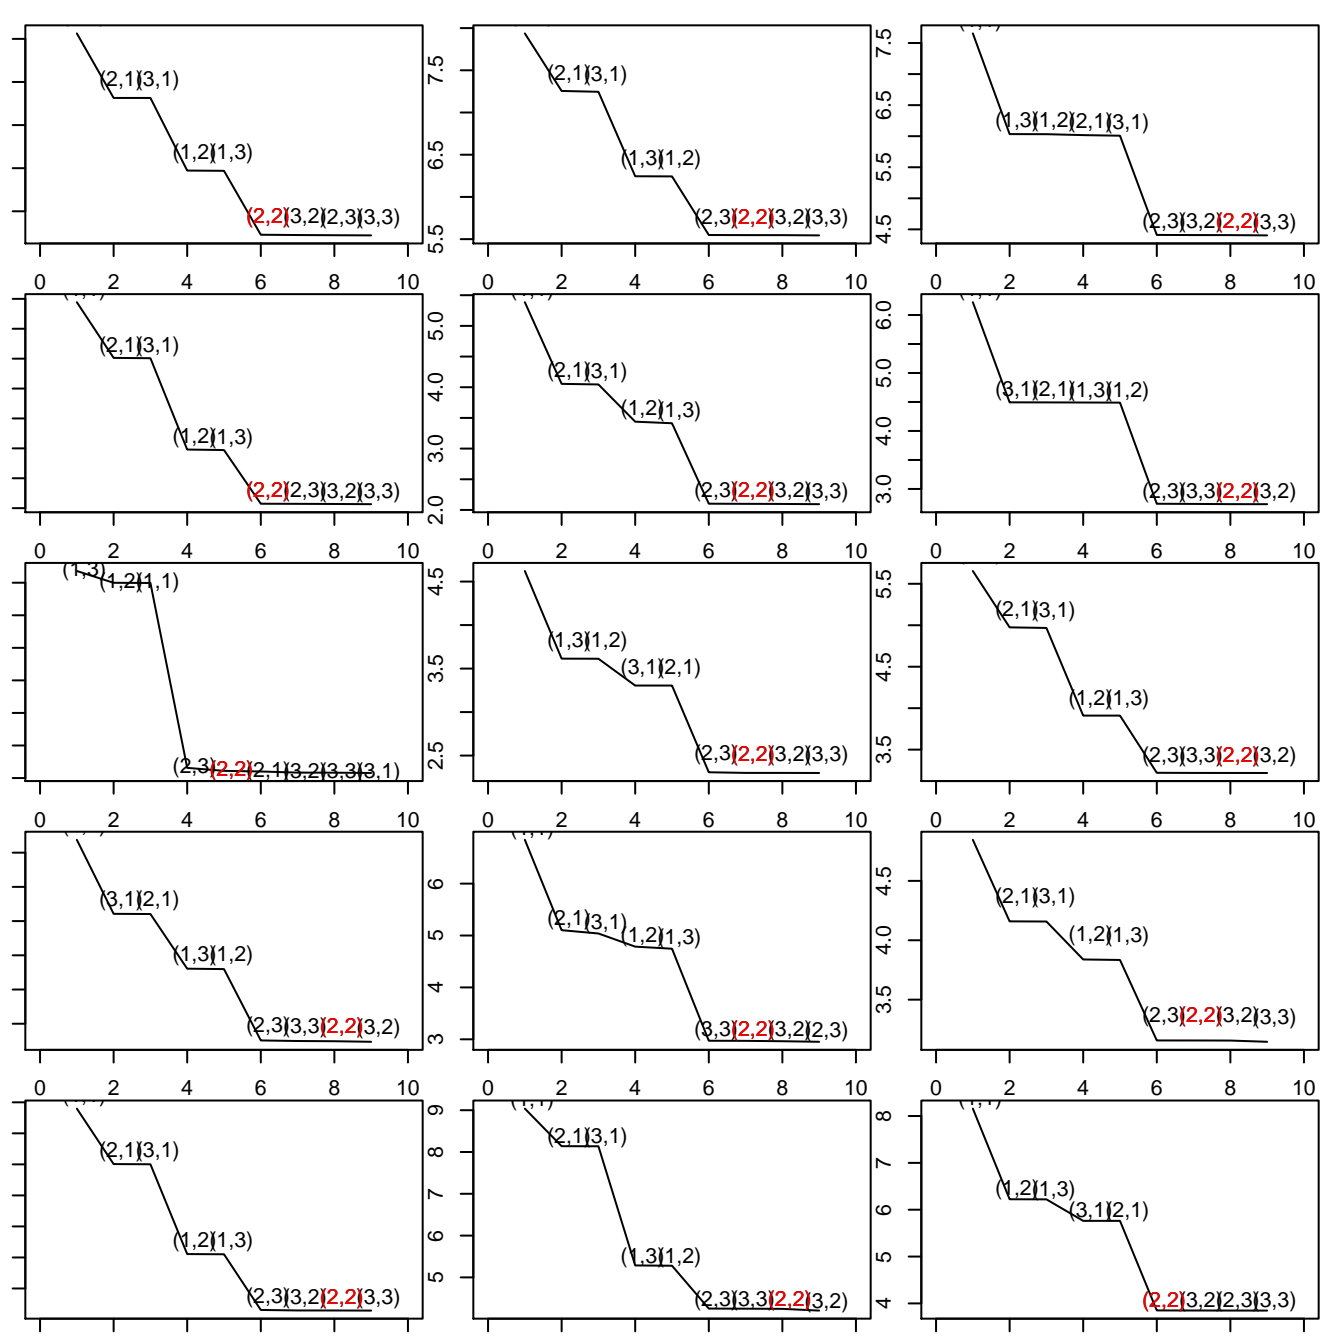 (2,1)(3,1) (2,1)(3,1) 7.5
7.5 (1,3)(1,2)(2,1)(3,1) 6.5
(1,2)(1,3) 6.5 (1,3)(1,2) 5.5
(2,2)(3,2)(2,3)(3,3) 5.5 (2,3)(2,2)(3,2)(3,3) 4.5 (2,3)(3,2)(2,2)(3,3)
0 2 4 6 8 10 0 2 4 6 8 10 0 2 4 6 8 10
(2,1)(3,1) 5.0 (2,1)(3,1) 6.0
4.0 5.0 (3,1)(2,1)(1,3)(1,2)
(1,2)(1,3) 3.0 (1,2)(1,3) 4.0
(2,2)(2,3)(3,2)(3,3) 2.0 (2,3)(2,2)(3,2)(3,3) 3.0 (2,3)(3,3)(2,2)(3,2)
0 2 4 6 8 10 0 2 4 6 8 10 0 2 4 6 8 10
(1,3)(1,2)(1,1) 4.5 (1,3)(1,2) 5.5 (2,1)(3,1)
3.5 (3,1)(2,1) 4.5 (1,2)(1,3)
(2,3)(2,2)(2,1)(3,2)(3,3)(3,1) 2.5 (2,3)(2,2)(3,2)(3,3) 3.5 (2,3)(3,3)(2,2)(3,2)
0 2 4 6 8 10 0 2 4 6 8 10 0 2 4 6 8 10
(3,1)(2,1) 6 (2,1)(3,1) 4.5 (2,1)(3,1)
(1,3)(1,2) 5 (1,2)(1,3) 4.0 (1,2)(1,3)
4 3.5
(2,3)(3,3)(2,2)(3,2) 3 (3,3)(2,2)(3,2)(2,3) (2,3)(2,2)(3,2)(3,3)
0 2 4 6 8 10 0 2 4 6 8 10 0 2 4 6 8 10
(2,1)(3,1) 9 (2,1)(3,1) 8
8 7 (1,2)(1,3)
7 6 (3,1)(2,1)
(1,2)(1,3) 6 (1,3)(1,2) 5
(2,3)(3,2)(2,2)(3,3) 5 (2,3)(3,3)(2,2)(3,2) 4 (2,2)(3,2)(2,3)(3,3)